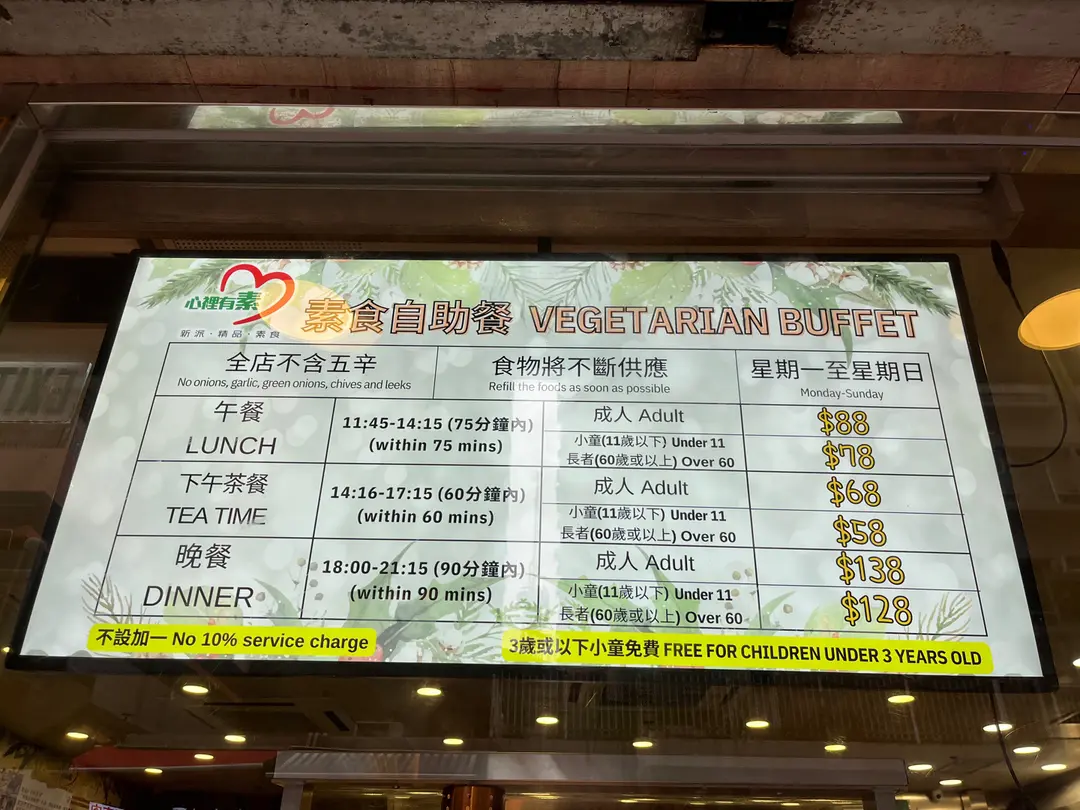 心裡有素
新派·精品·素食
素食自助餐 VEGETARIAN BUFFET
全店不含五辛
No onions, garlic, green onions, chives and leeks
食物將不斷供應
Refill the foods as soon as possible
星期一至星期日
Monday-Sunday
午餐
LUNCH
11:45-14:15 (75分鐘內)
(within 75 mins)
成人 Adult
$88
小童(11歲以下) Under 11
長者(60歲或以上) Over 60
$78
下午茶餐
TEA TIME
14:16-17:15 (60分鐘內)
(within 60 mins)
成人 Adult
$68
小童(11歲以下) Under 11
長者(60歲或以上) Over 60
$58
晚餐
DINNER
18:00-21:15 (90分鐘內)
(within 90 mins)
成人 Adult
$138
小童(11歲以下) Under 11
長者(60歲或以上) Over 60
$128
不設加一 No 10% service charge
3歲或以下小童免費 FREE FOR CHILDREN UNDER 3 YEARS OLD